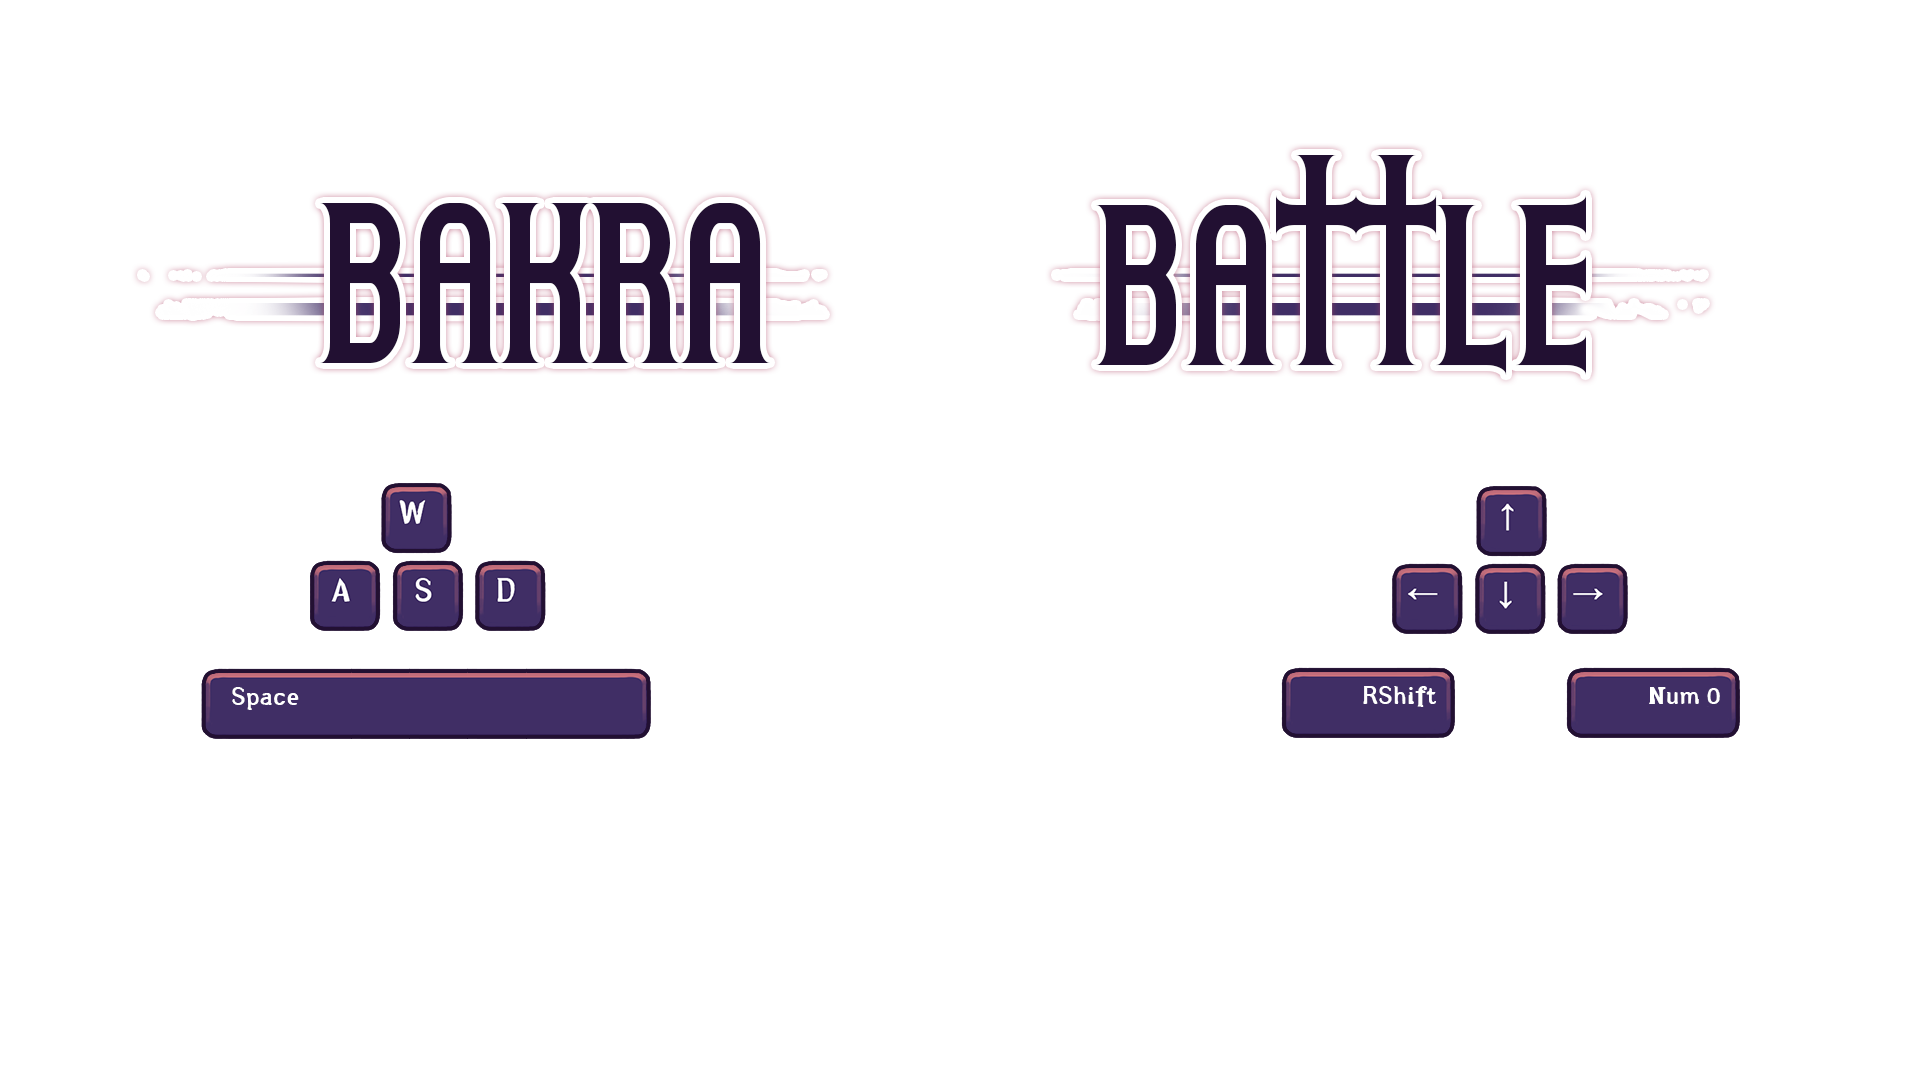 BAKRA BATTLE
W ↑
A S D ← ↓ →
Space RShift Num 0